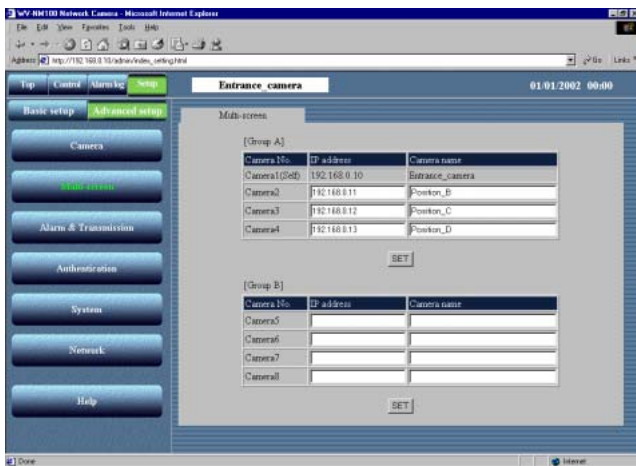 WV-NM100 Network Camera - Microsoft Internet Explorer
File Edit View Favorites Tools Help
Address http://192.168.0.10/admin/index_setting.html Go Links
Top Control Alarm log Setup
Entrance_camera
01/01/2002 00:00
Basic setup Advanced setup
Multi-screen
Camera
Multi-screen
Alarm & Transmission
Authentication
System
Network
Help
[Group A]
Camera No. IP address Camera name
Camera1(Self) 192.168.0.10 Entrance_camera
Camera2 192.168.0.11 Position_B
Camera3 192.168.0.12 Position_C
Camera4 192.168.0.13 Position_D
SET
[Group B]
Camera No. IP address Camera name
Camera5
Camera6
Camera7
Camera8
SET
Done Internet